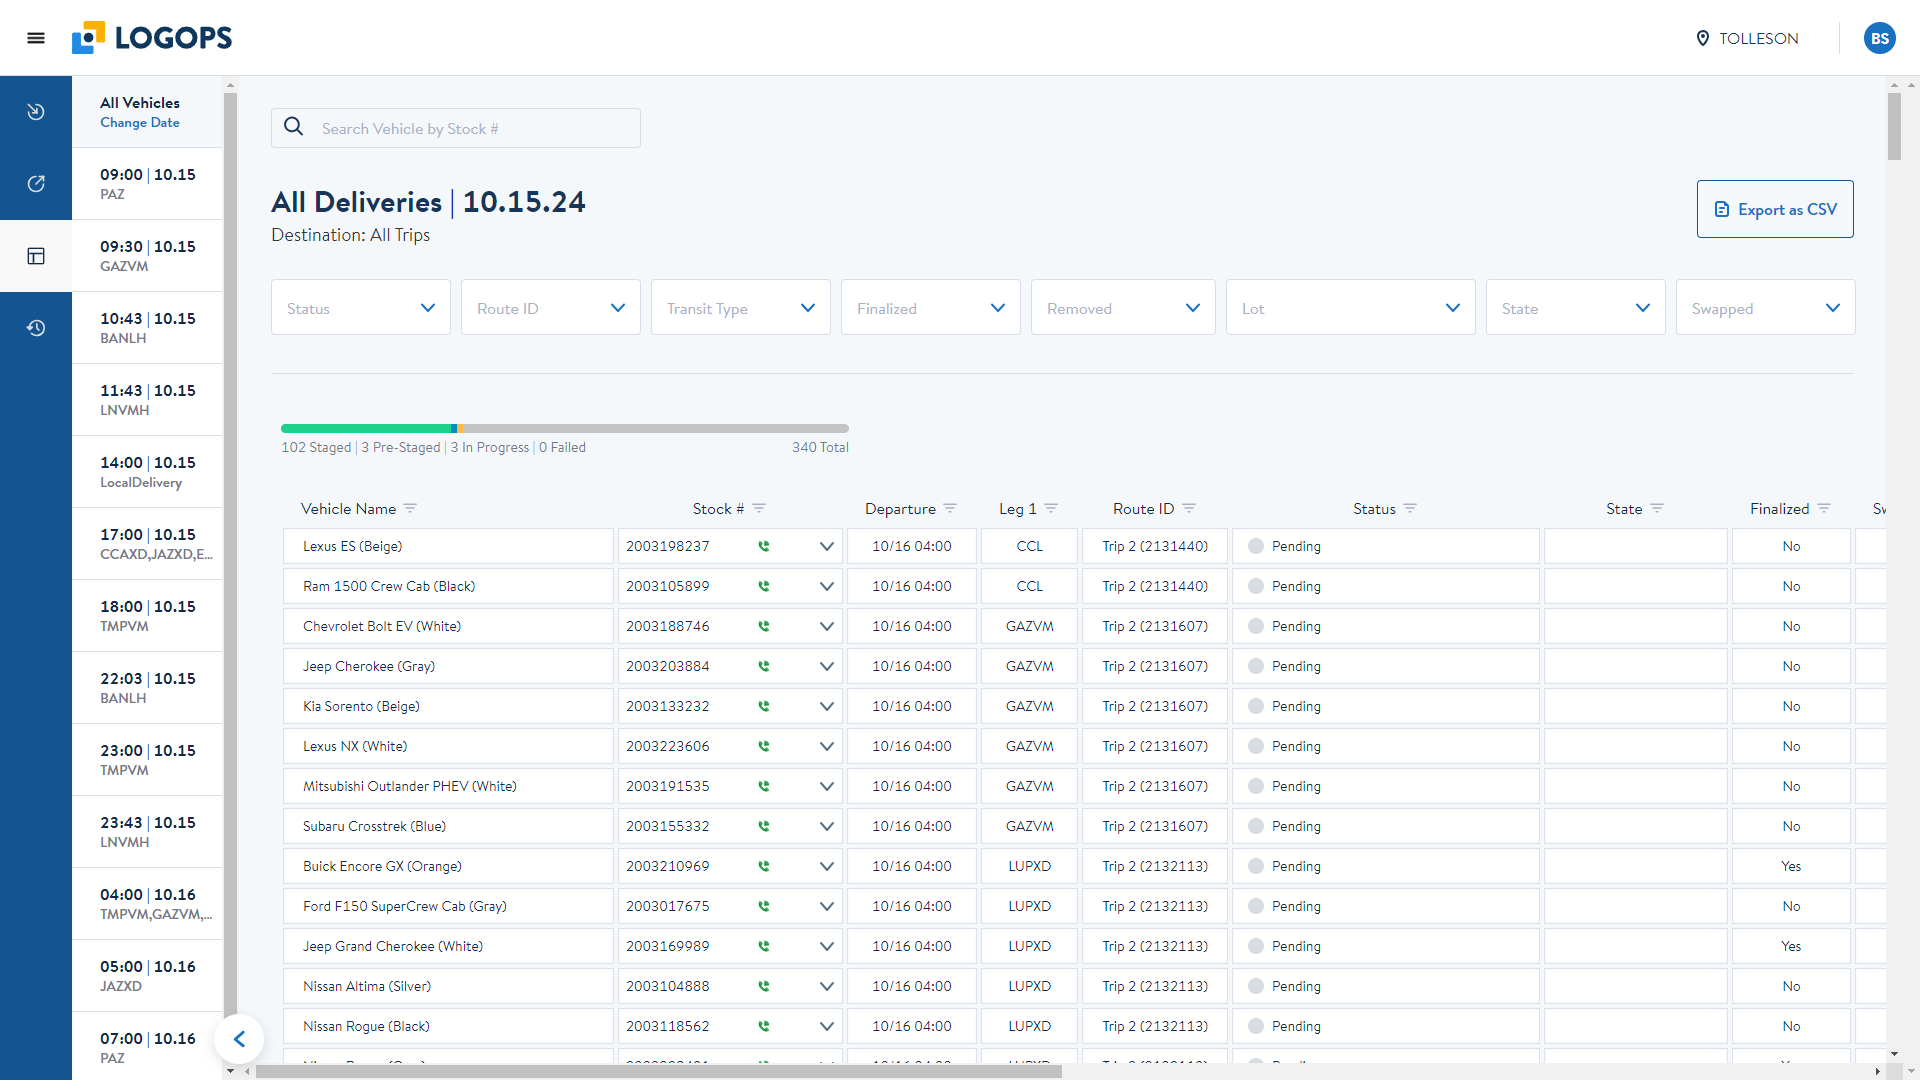 LOGOPS
TOLLESON
BS
All Vehicles
Change Date
09:00 | 10.15
PAZ
09:30 | 10.15
GAZVM
10:43 | 10.15
BANLH
11:43 | 10.15
LNVMH
14:00 | 10.15
LocalDelivery
17:00 | 10.15
CCAXD,JAZXD,E...
18:00 | 10.15
TMPVM
22:03 | 10.15
BANLH
23:00 | 10.15
TMPVM
23:43 | 10.15
LNVMH
04:00 | 10.16
TMPVM,GAZVM,...
05:00 | 10.16
JAZXD
07:00 | 10.16
PAZ
Search Vehicle by Stock #
All Deliveries | 10.15.24
Destination: All Trips
Export as CSV
Status Route ID Transit Type Finalized Removed Lot State Swapped
102 Staged | 3 Pre-Staged | 3 In Progress | 0 Failed 340 Total
Vehicle Name Stock # Departure Leg 1 Route ID Status State Finalized
Lexus ES (Beige) 2003198237 10/16 04:00 CCL Trip 2 (2131440) Pending No
Ram 1500 Crew Cab (Black) 2003105899 10/16 04:00 CCL Trip 2 (2131440) Pending No
Chevrolet Bolt EV (White) 2003188746 10/16 04:00 GAZVM Trip 2 (2131607) Pending No
Jeep Cherokee (Gray) 2003203884 10/16 04:00 GAZVM Trip 2 (2131607) Pending No
Kia Sorento (Beige) 2003133232 10/16 04:00 GAZVM Trip 2 (2131607) Pending No
Lexus NX (White) 2003223606 10/16 04:00 GAZVM Trip 2 (2131607) Pending No
Mitsubishi Outlander PHEV (White) 2003191535 10/16 04:00 GAZVM Trip 2 (2131607) Pending No
Subaru Crosstrek (Blue) 2003155332 10/16 04:00 GAZVM Trip 2 (2131607) Pending No
Buick Encore GX (Orange) 2003210969 10/16 04:00 LUPXD Trip 2 (2132113) Pending Yes
Ford F150 SuperCrew Cab (Gray) 2003017675 10/16 04:00 LUPXD Trip 2 (2132113) Pending No
Jeep Grand Cherokee (White) 2003169989 10/16 04:00 LUPXD Trip 2 (2132113) Pending Yes
Nissan Altima (Silver) 2003104888 10/16 04:00 LUPXD Trip 2 (2132113) Pending No
Nissan Rogue (Black) 2003118562 10/16 04:00 LUPXD Trip 2 (2132113) Pending No